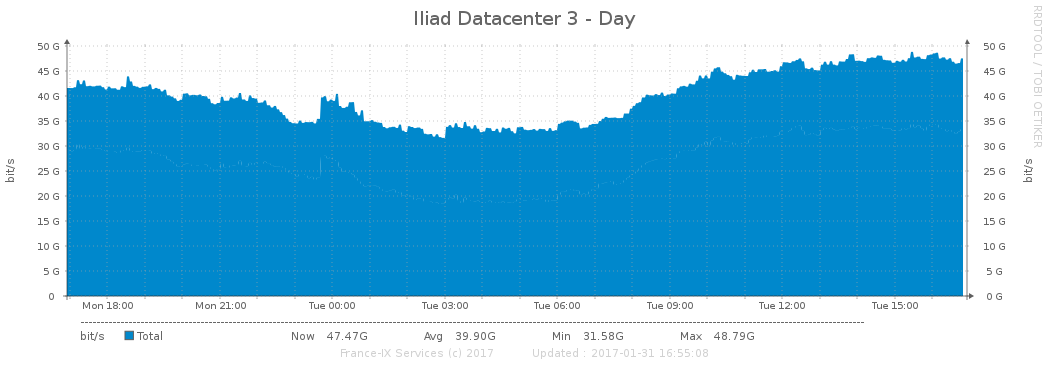 Iliad Datacenter 3 - Day
RRDTOOL / TOBI OETIKER
50 G 50 G
45 G 45 G
40 G 40 G
35 G 35 G
30 G 30 G
25 G 25 G
20 G 20 G
15 G 15 G
10 G 10 G
5 G 5 G
0 0 G
bit/s bit/s
Mon 18:00 Mon 21:00 Tue 00:00 Tue 03:00 Tue 06:00 Tue 09:00 Tue 12:00 Tue 15:00
bit/s Total Now 47.47G Avg 39.90G Min 31.58G Max 48.79G
France-IX Services (c) 2017 Updated : 2017-01-31 16:55:08